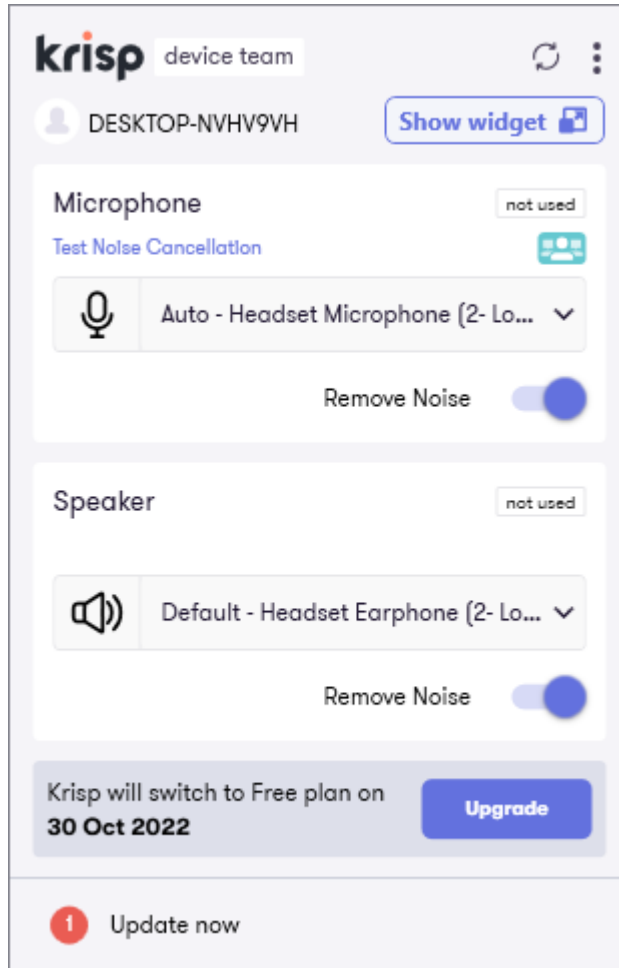 krisp device team
DESKTOP-NVHV9VH
Show widget
Microphone
not used
Test Noise Cancellation
Auto - Headset Microphone (2- Lo...
Remove Noise
Speaker
not used
Default - Headset Earphone (2- Lo...
Remove Noise
Krisp will switch to Free plan on
30 Oct 2022
Upgrade
1 Update now